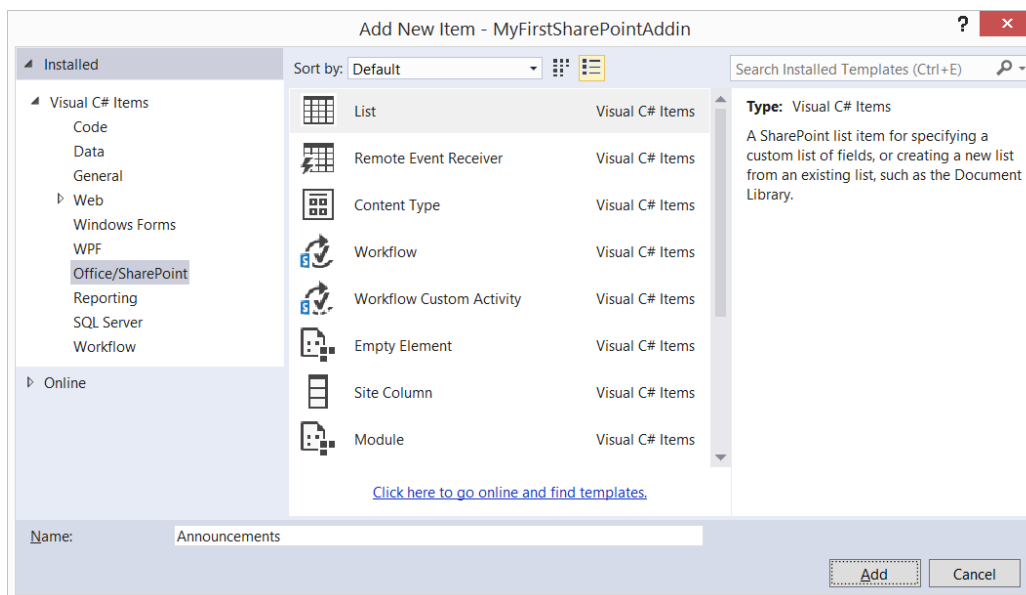 Add New Item - MyFirstSharePointAddin
?
Installed
Sort by: Default
Search Installed Templates (Ctrl+E)
Visual C# Items
Code
Data
General
Web
Windows Forms
WPF
Office/SharePoint
Reporting
SQL Server
Workflow
Online
List Visual C# Items
Remote Event Receiver Visual C# Items
Content Type Visual C# Items
Workflow Visual C# Items
Workflow Custom Activity Visual C# Items
Empty Element Visual C# Items
Site Column Visual C# Items
Module Visual C# Items
Click here to go online and find templates.
Type: Visual C# Items
A SharePoint list item for specifying a
custom list of fields, or creating a new list
from an existing list, such as the Document
Library.
Name: Announcements
Add Cancel